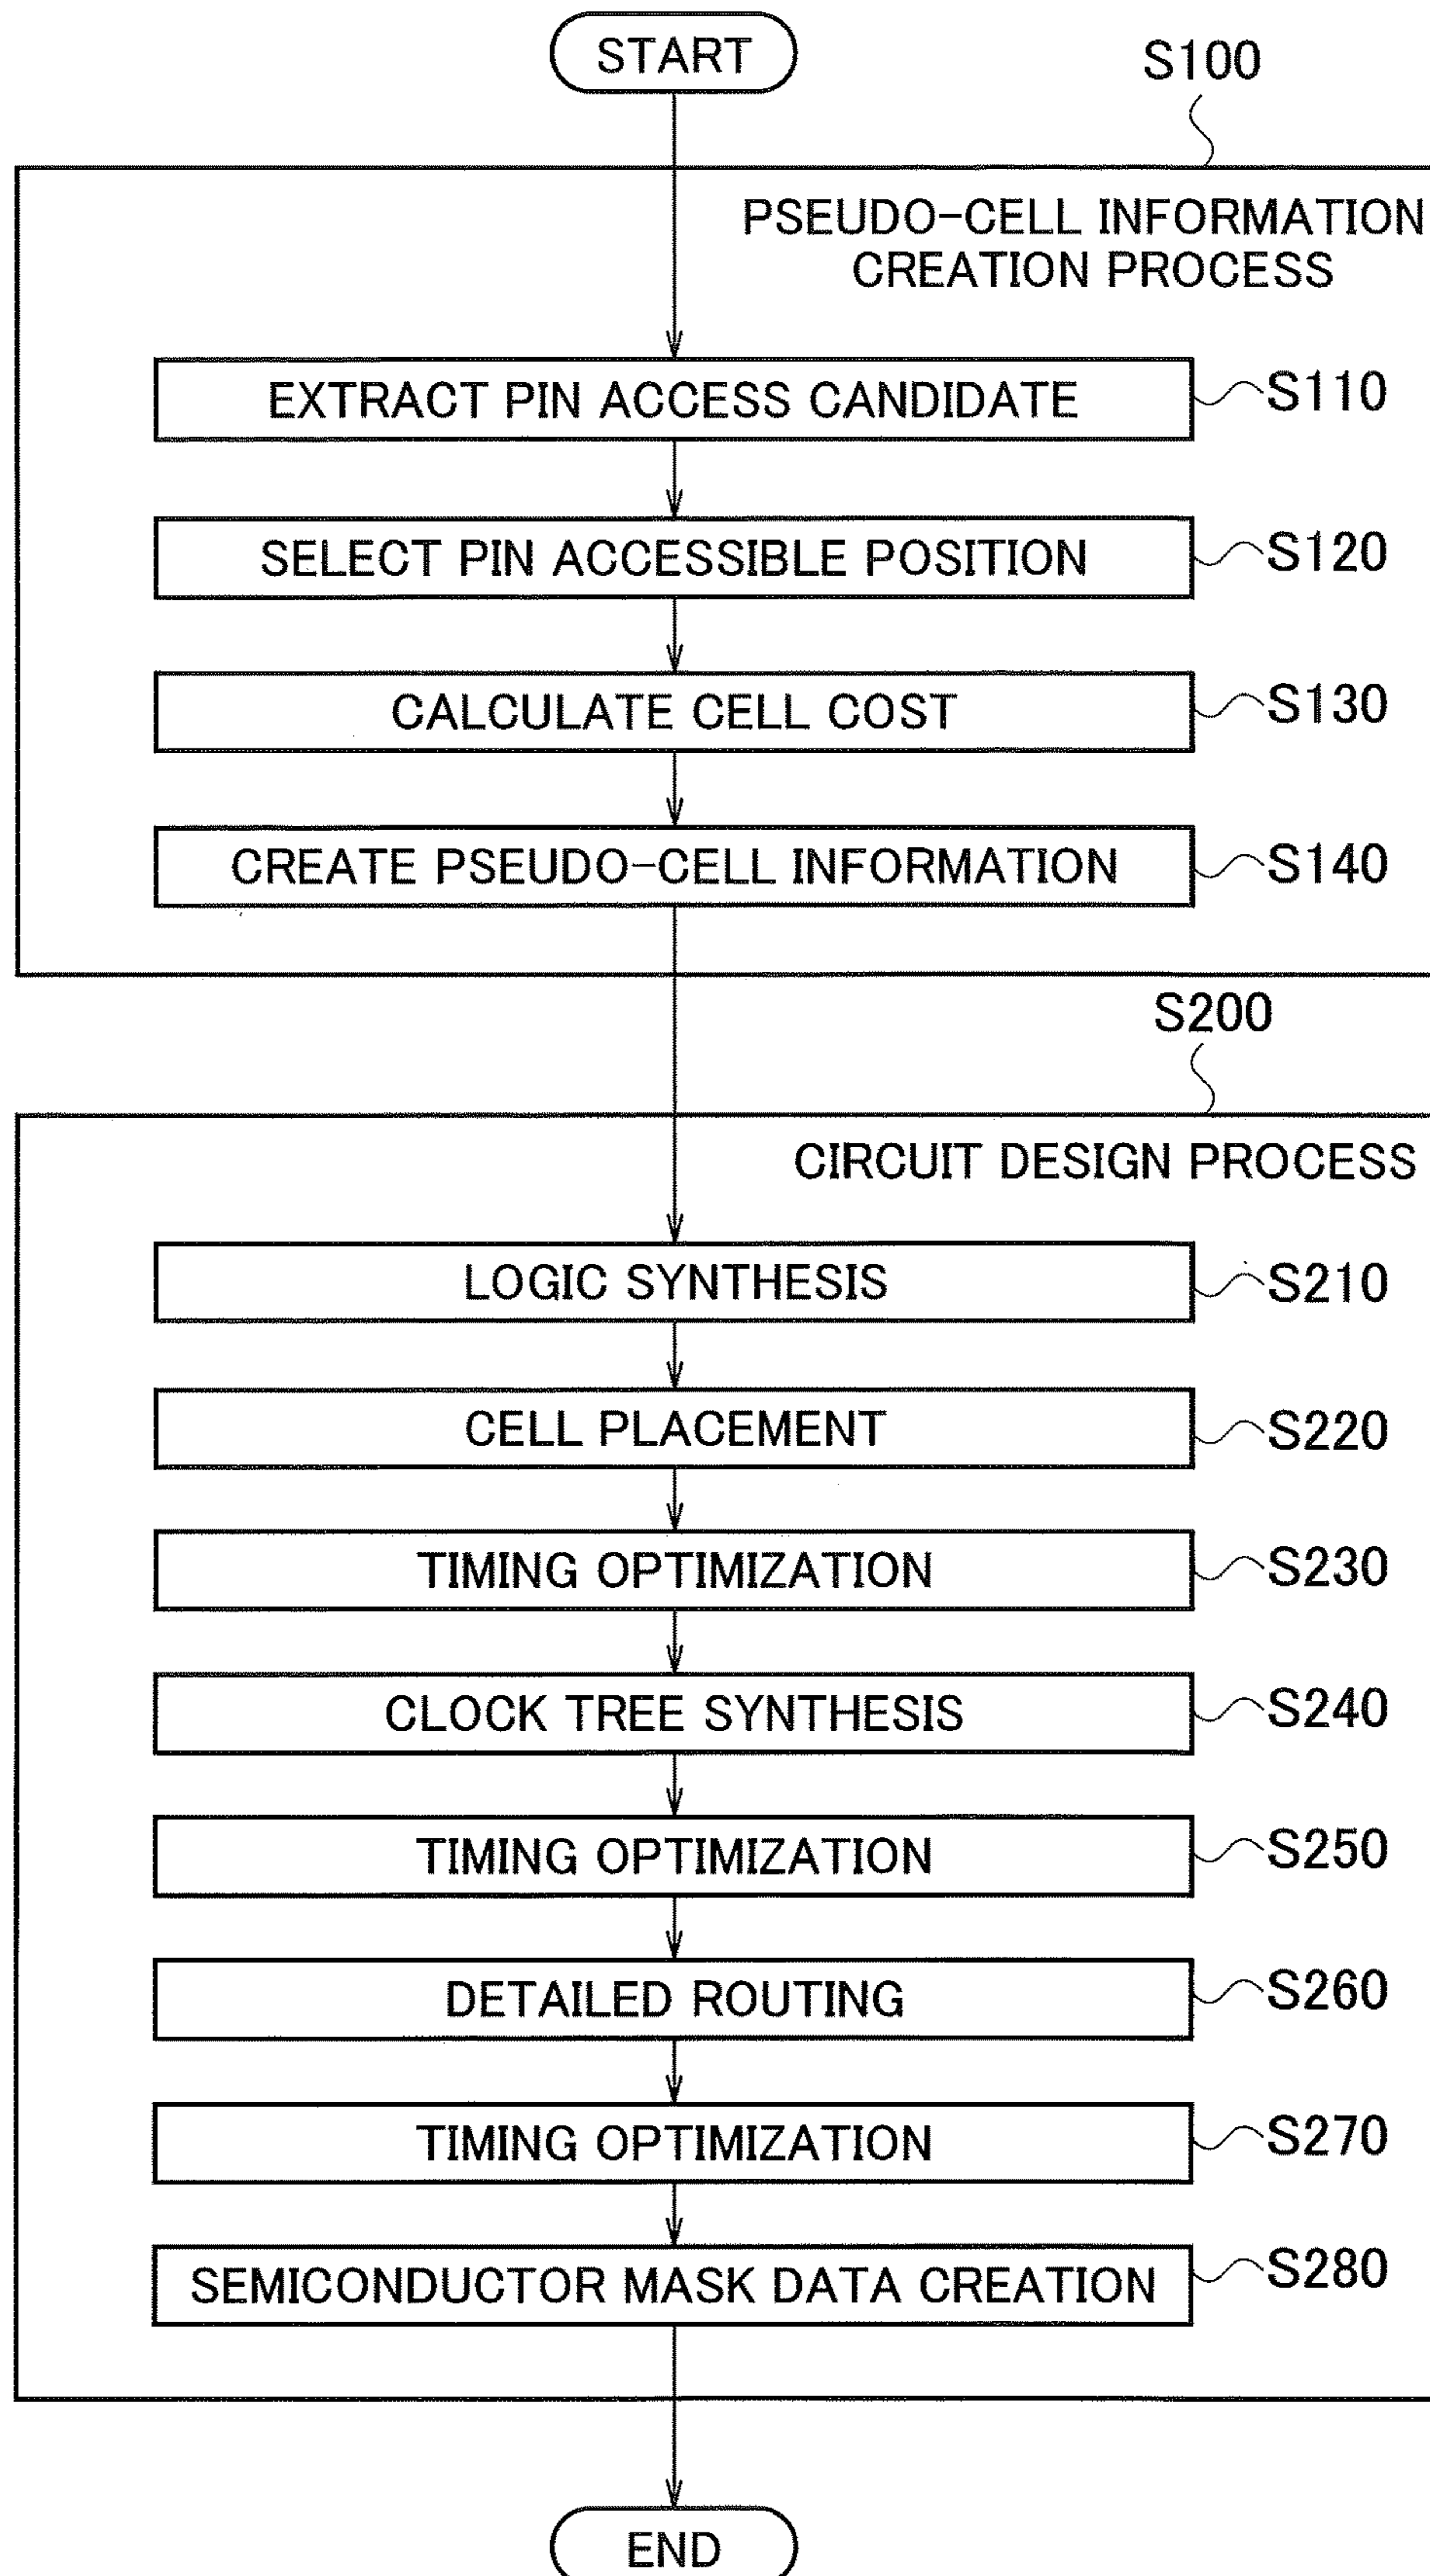 START
S100
PSEUDO-CELL INFORMATION
CREATION PROCESS
EXTRACT PIN ACCESS CANDIDATE
S110
SELECT PIN ACCESSIBLE POSITION
S120
CALCULATE CELL COST
S130
CREATE PSEUDO-CELL INFORMATION
S140
S200
CIRCUIT DESIGN PROCESS
LOGIC SYNTHESIS
S210
CELL PLACEMENT
S220
TIMING OPTIMIZATION
S230
CLOCK TREE SYNTHESIS
S240
TIMING OPTIMIZATION
S250
DETAILED ROUTING
S260
TIMING OPTIMIZATION
S270
SEMICONDUCTOR MASK DATA CREATION
S280
END